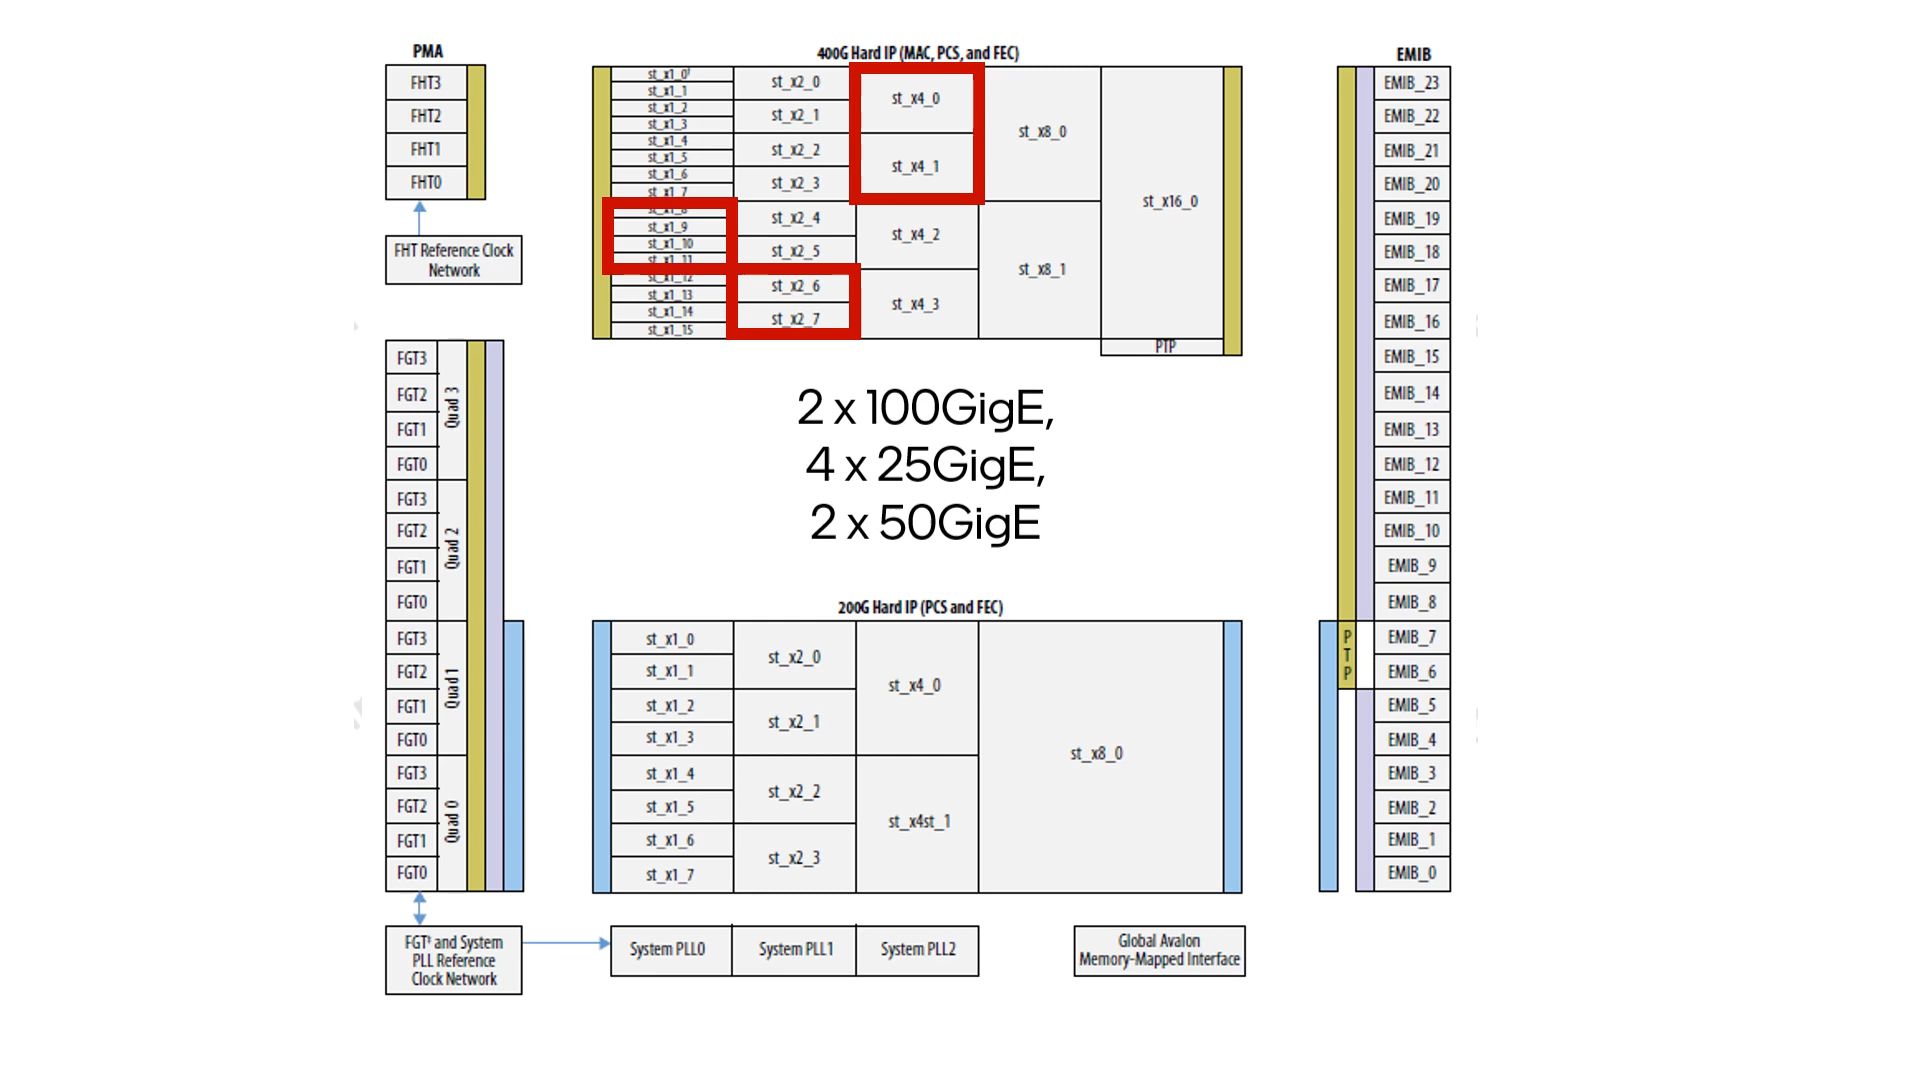 PMA
FHT3
FHT2
FHT1
FHT0
FHT Reference Clock
Network
FGT3
FGT2
FGT1
FGT0
Quad 3
FGT3
FGT2
FGT1
FGT0
Quad 2
FGT3
FGT2
FGT1
FGT0
Quad 1
FGT3
FGT2
FGT1
FGT0
Quad 0
FGT‡ and System
PLL Reference
Clock Network
400G Hard IP (MAC, PCS, and FEC)
st_x1_0†
st_x1_1
st_x1_2
st_x1_3
st_x1_4
st_x1_5
st_x1_6
st_x1_7
st_x1_8
st_x1_9
st_x1_10
st_x1_11
st_x1_12
st_x1_13
st_x1_14
st_x1_15
st_x2_0
st_x2_1
st_x2_2
st_x2_3
st_x2_4
st_x2_5
st_x2_6
st_x2_7
st_x4_0
st_x4_1
st_x4_2
st_x4_3
st_x8_0
st_x8_1
st_x16_0
PTP
2 x 100GigE,
4 x 25GigE,
2 x 50GigE
200G Hard IP (PCS and FEC)
st_x1_0
st_x1_1
st_x1_2
st_x1_3
st_x1_4
st_x1_5
st_x1_6
st_x1_7
st_x2_0
st_x2_1
st_x2_2
st_x2_3
st_x4_0
st_x4st_1
st_x8_0
System PLL0
System PLL1
System PLL2
Global Avalon
Memory-Mapped Interface
EMIB
EMIB_23
EMIB_22
EMIB_21
EMIB_20
EMIB_19
EMIB_18
EMIB_17
EMIB_16
EMIB_15
EMIB_14
EMIB_13
EMIB_12
EMIB_11
EMIB_10
EMIB_9
EMIB_8
EMIB_7
EMIB_6
EMIB_5
EMIB_4
EMIB_3
EMIB_2
EMIB_1
EMIB_0
PTP